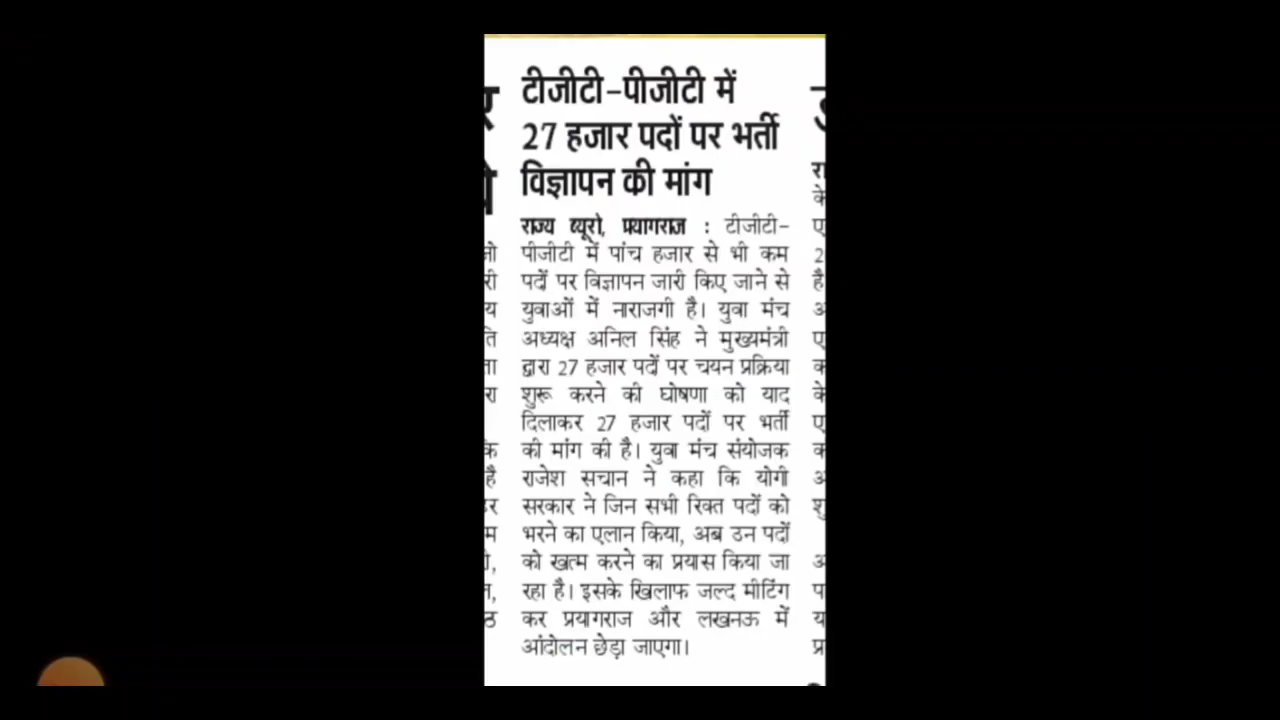 टीजीटी-पीजीटी में
27 हजार पदों पर भर्ती
विज्ञापन की मांग
राज्य ब्यूरो, प्रयागराज : टीजीटी-
पीजीटी में पांच हजार से भी कम
पदों पर विज्ञापन जारी किए जाने से
युवाओं में नाराजगी है। युवा मंच
अध्यक्ष अनिल सिंह ने मुख्यमंत्री
द्वारा 27 हजार पदों पर चयन प्रक्रिया
शुरू करने की घोषणा को याद
दिलाकर 27 हजार पदों पर भर्ती
की मांग की है। युवा मंच संयोजक
राजेश सचान ने कहा कि योगी
सरकार ने जिन सभी रिक्त पदों को
भरने का एलान किया, अब उन पदों
को खत्म करने का प्रयास किया जा
रहा है। इसके खिलाफ जल्द मीटिंग
कर प्रयागराज और लखनऊ में
आंदोलन छेड़ा जाएगा।